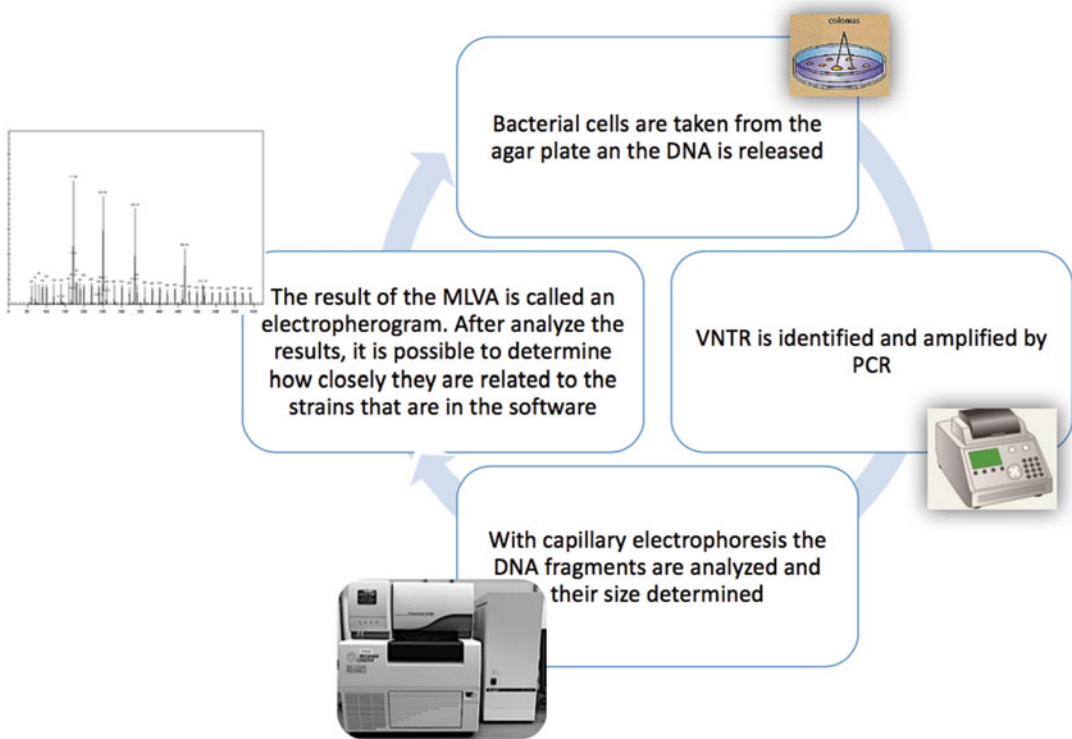 colonias
Bacterial cells are taken from the
agar plate an the DNA is released
VNTR is identified and amplified by
PCR
With capillary electrophoresis the
DNA fragments are analyzed and
their size determined
The result of the MLVA is called an
electropherogram. After analyze the
results, it is possible to determine
how closely they are related to the
strains that are in the software